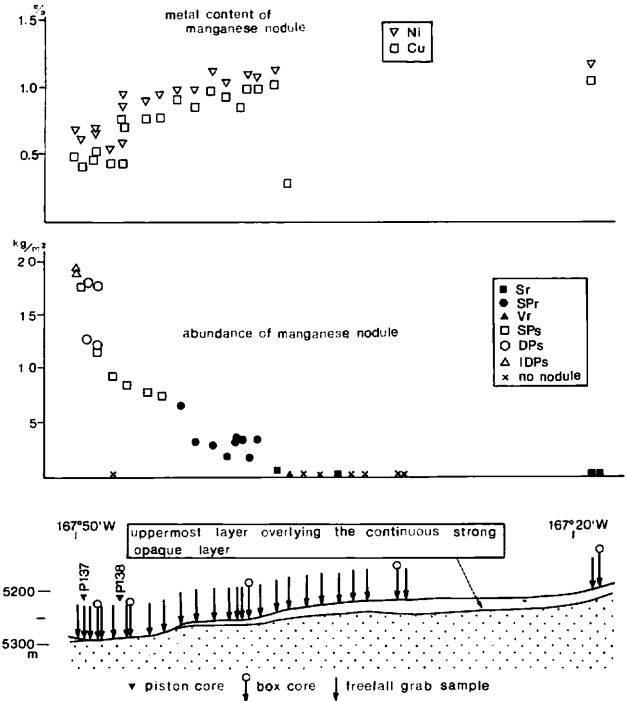 %
1.5
1.0
0.5
metal content of
manganese nodule
▽ Ni
□ Cu
kg/m²
20
15
10
5
abundance of manganese nodule
■ Sr
● SPr
▲ Vr
□ SPs
○ DPs
△ IDPs
× no nodule
167°50'W
167°20'W
uppermost layer overlying the continuous strong
opaque layer
P137
P138
5200
5300
m
piston core
box core
freefall grab sample